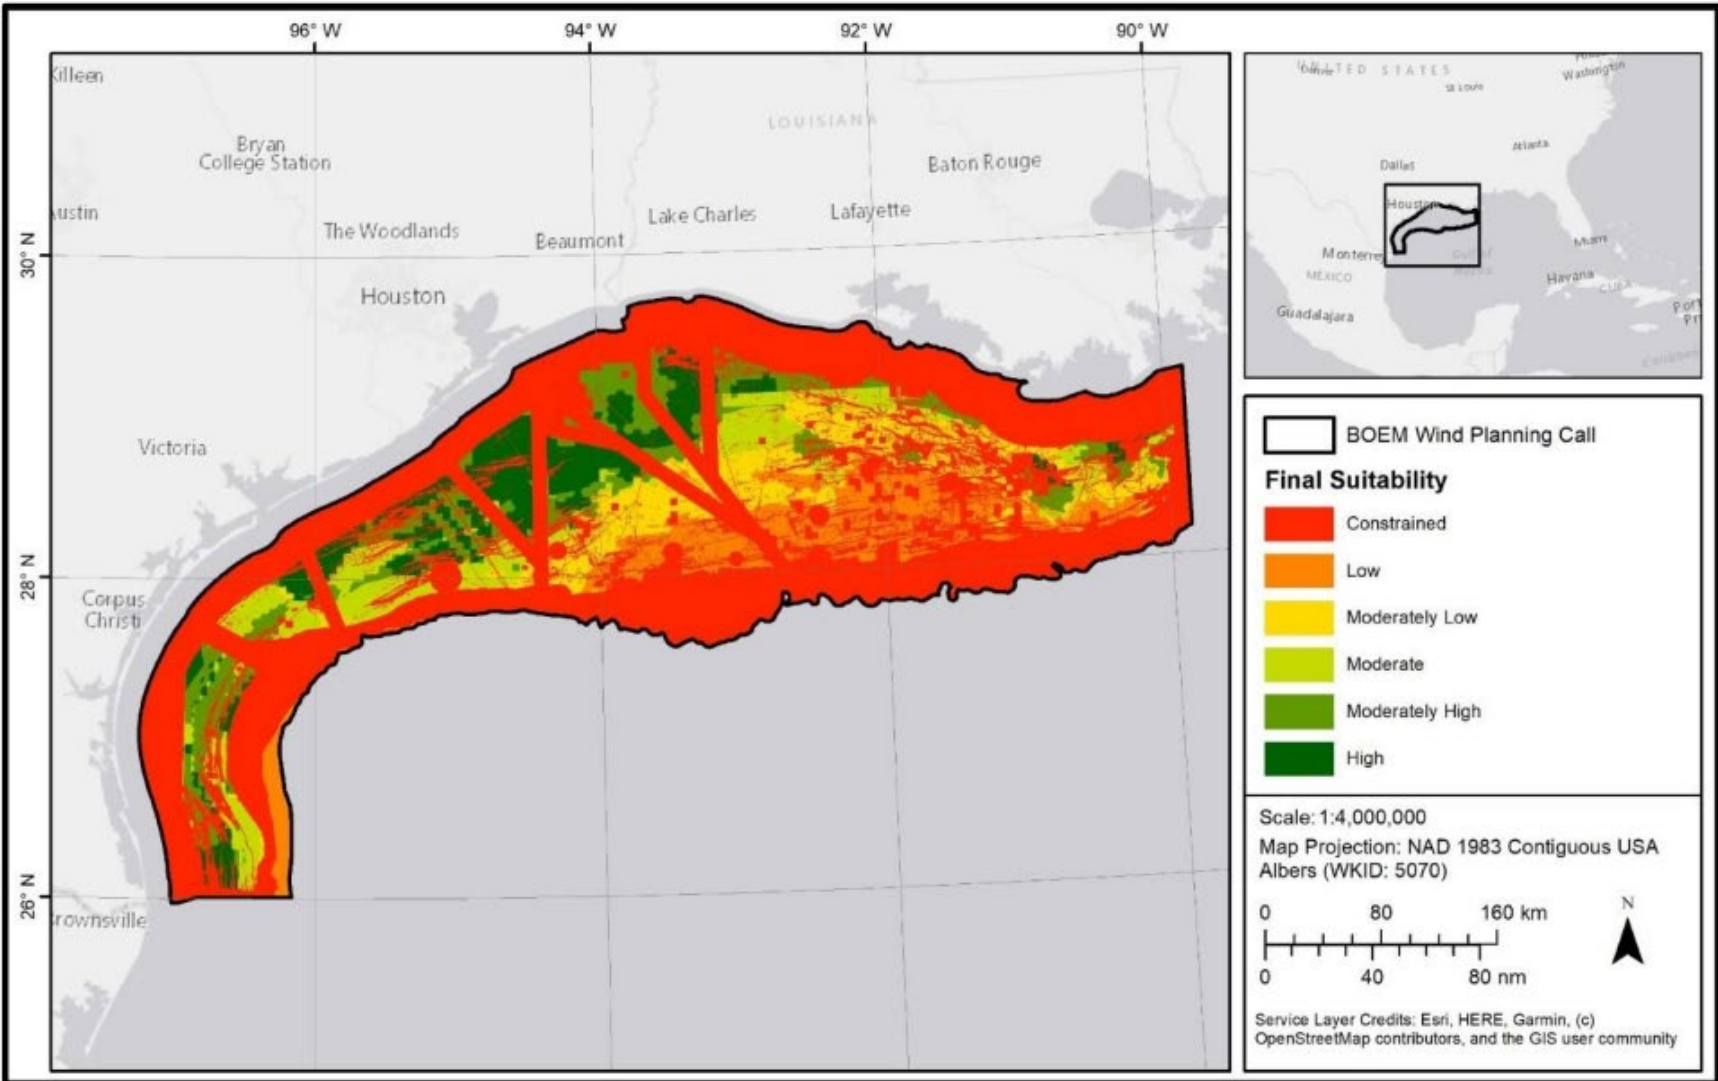 96° W
94° W
92° W
90° W
Killeen
LOUISIANA
Bryan
College Station
Baton Rouge
Lake Charles
Lafayette
The Woodlands
Beaumont
30° N
Houston
Victoria
28° N
Corpus
Christi
26° N
UNITED STATES
Washington
St Louis
Atlanta
Dallas
Houston
Miami
Monterrey
MÉXICO
Havana
CUBA
Guadalajara
BOEM Wind Planning Call
Final Suitability
Constrained
Low
Moderately Low
Moderate
Moderately High
High
Scale: 1:4,000,000
Map Projection: NAD 1983 Contiguous USA
Albers (WKID: 5070)
0 80 160 km
N
0 40 80 nm
Service Layer Credits: Esri, HERE, Garmin, (c)
OpenStreetMap contributors, and the GIS user community